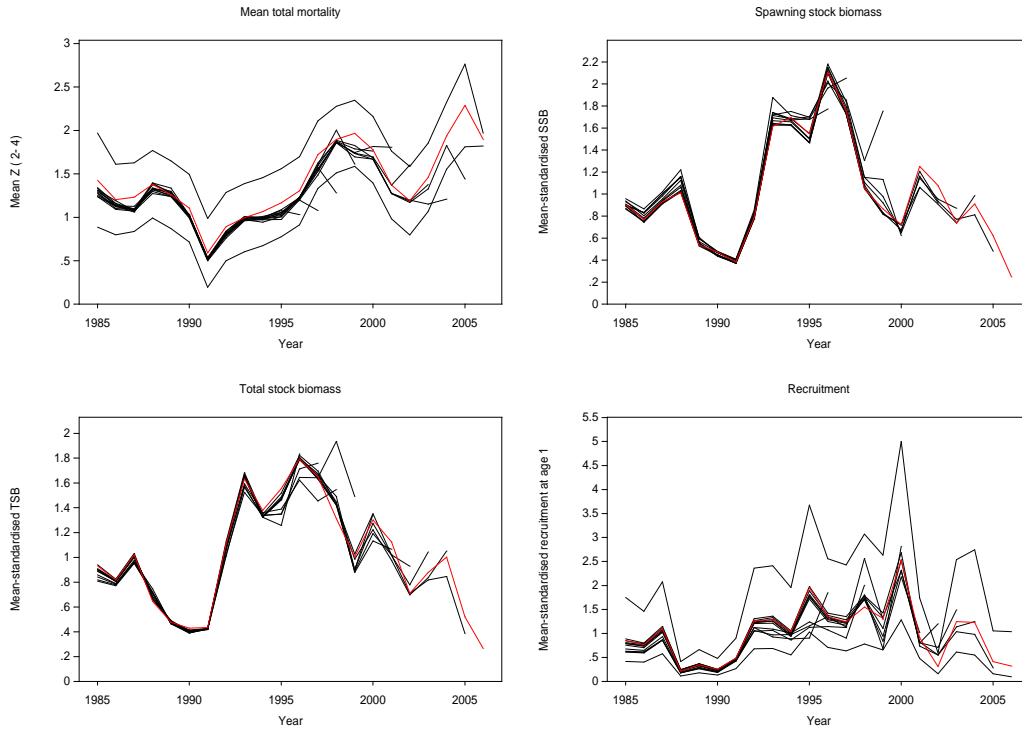 Mean total mortality
3
2.5
2
1.5
1
.5
0
Mean Z ( 2- 4)
1985 1990 1995 2000 2005
Year
Spawning stock biomass
2.2
2
1.8
1.6
1.4
1.2
1
.8
.6
.4
.2
0
Mean-standardised SSB
1985 1990 1995 2000 2005
Year
Total stock biomass
2
1.8
1.6
1.4
1.2
1
.8
.6
.4
.2
0
Mean-standardised TSB
1985 1990 1995 2000 2005
Year
Recruitment
5.5
5
4.5
4
3.5
3
2.5
2
1.5
1
.5
0
Mean-standardised recruitment at age 1
1985 1990 1995 2000 2005
Year